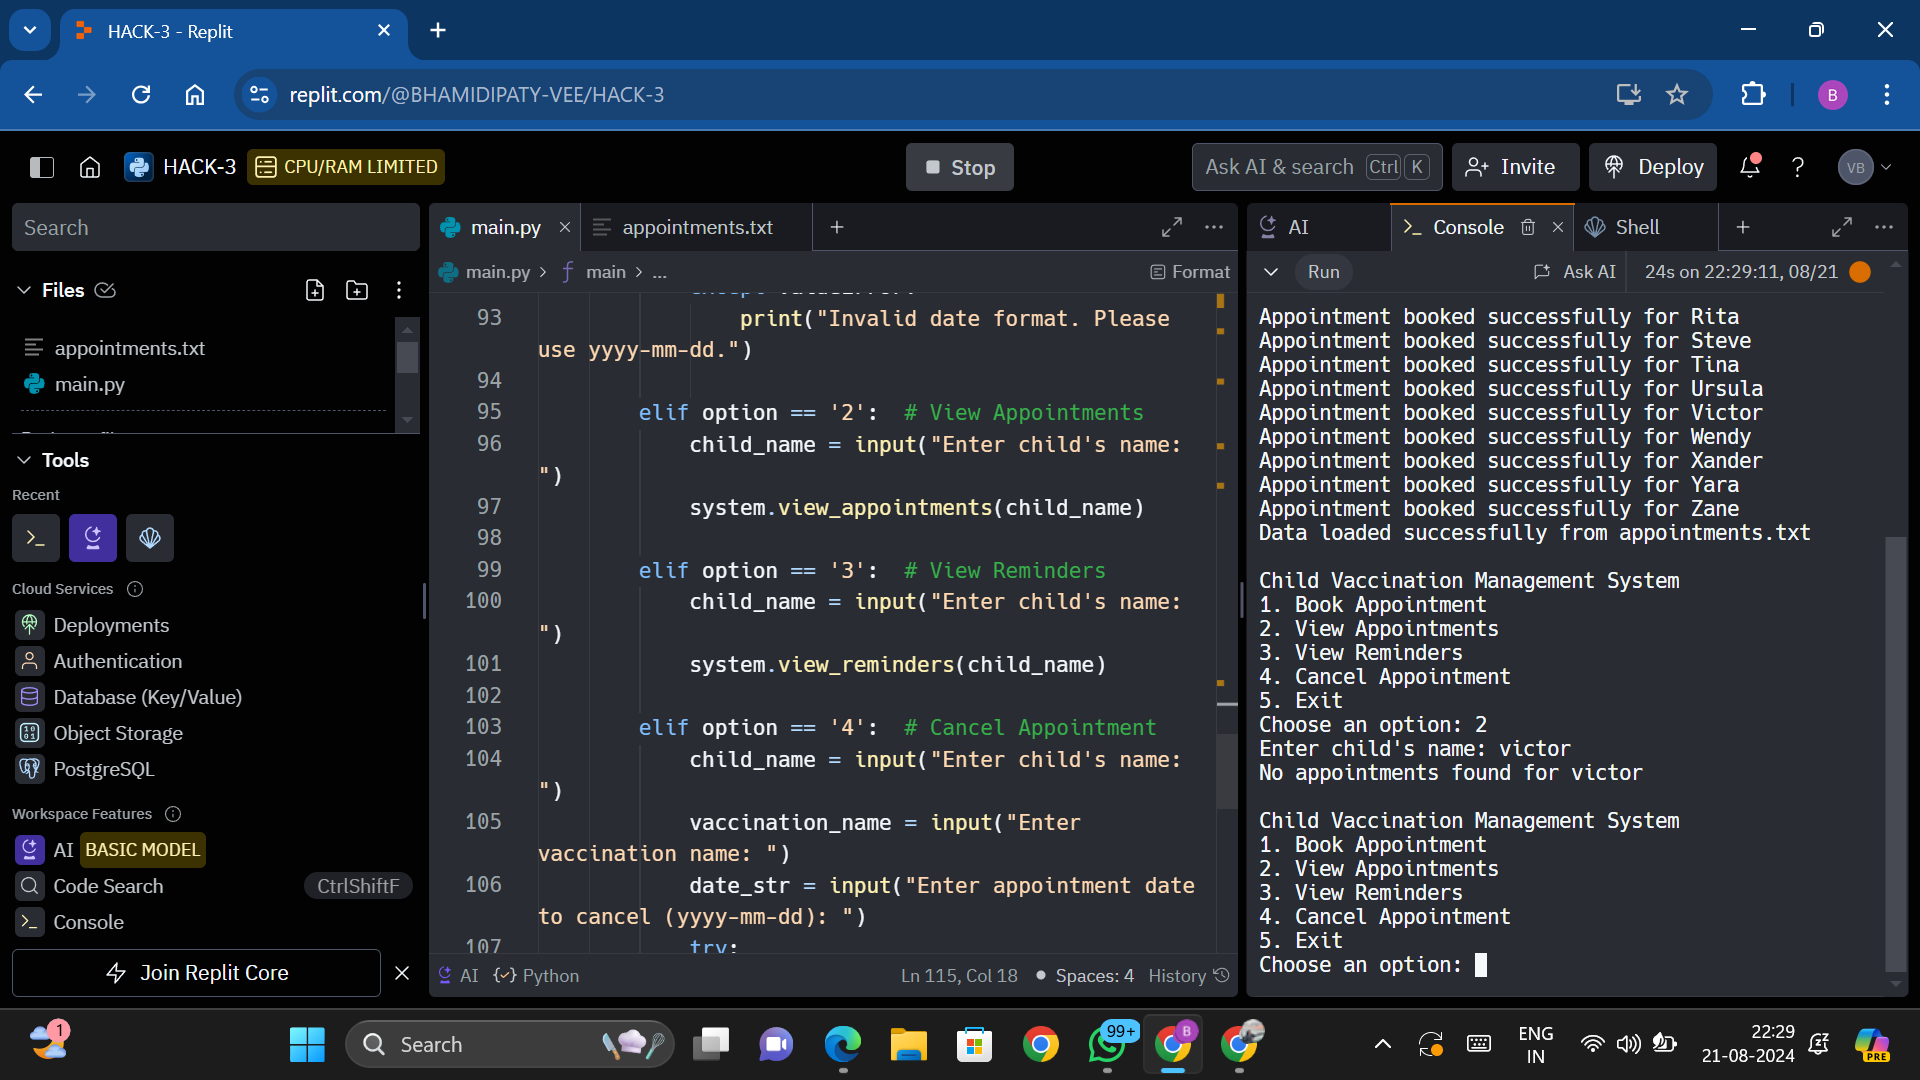 HACK-3 - Replit
replit.com/@BHAMIDIPATY-VEE/HACK-3
B
HACK-3
CPU/RAM LIMITED
Stop
Ask AI & search Ctrl K
Invite
Deploy
?
VB
Search
Files
appointments.txt
main.py
Tools
Recent
Cloud Services
Deployments
Authentication
Database (Key/Value)
Object Storage
PostgreSQL
Workspace Features
AI BASIC MODEL
Code Search CtrlShiftF
Console
Join Replit Core
main.py
appointments.txt
main.py > main > ...
Format
93 print("Invalid date format. Please
use yyyy-mm-dd.")
94
95 elif option == '2': # View Appointments
96 child_name = input("Enter child's name:
")
97 system.view_appointments(child_name)
98
99 elif option == '3': # View Reminders
100 child_name = input("Enter child's name:
")
101 system.view_reminders(child_name)
102
103 elif option == '4': # Cancel Appointment
104 child_name = input("Enter child's name:
")
105 vaccination_name = input("Enter
vaccination name: ")
106 date_str = input("Enter appointment date
to cancel (yyyy-mm-dd): ")
107 try:
AI
Python
Ln 115, Col 18
Spaces: 4
History
AI
Console
Shell
Run
Ask AI
24s on 22:29:11, 08/21
Appointment booked successfully for Rita
Appointment booked successfully for Steve
Appointment booked successfully for Tina
Appointment booked successfully for Ursula
Appointment booked successfully for Victor
Appointment booked successfully for Wendy
Appointment booked successfully for Xander
Appointment booked successfully for Yara
Appointment booked successfully for Zane
Data loaded successfully from appointments.txt
Child Vaccination Management System
1. Book Appointment
2. View Appointments
3. View Reminders
4. Cancel Appointment
5. Exit
Choose an option: 2
Enter child's name: victor
No appointments found for victor
Child Vaccination Management System
1. Book Appointment
2. View Appointments
3. View Reminders
4. Cancel Appointment
5. Exit
Choose an option:
1
Search
99+
B
ENG
IN
22:29
21-08-2024
PRE